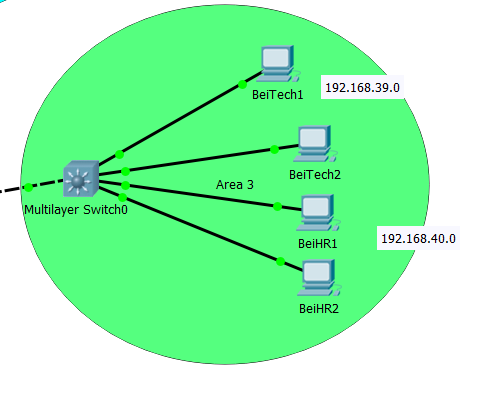 BeiTech1
192.168.39.0
BeiTech2
Area 3
Multilayer Switch0
BeiHR1
192.168.40.0
BeiHR2